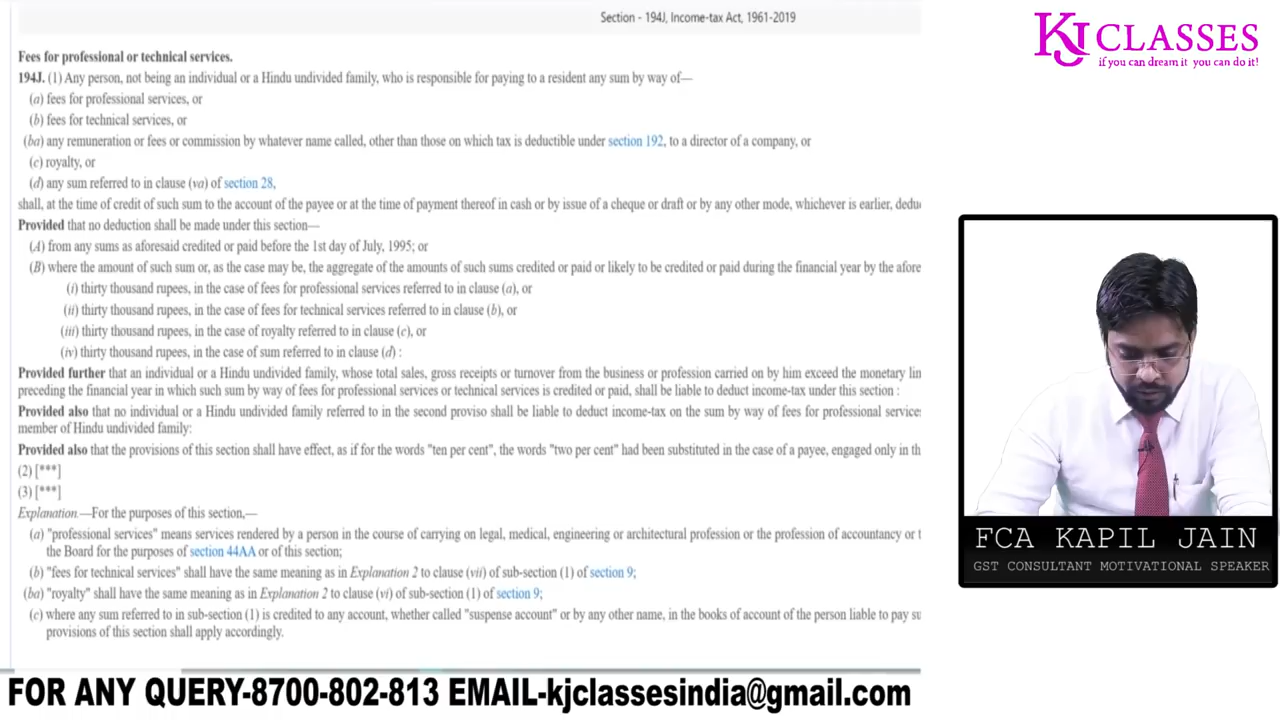 Section - 194J, Income-tax Act, 1961-2019
KJ CLASSES
if you can dream it you can do it!
Fees for professional or technical services.
194J. (1) Any person, not being an individual or a Hindu undivided family, who is responsible for paying to a resident any sum by way of—
(a) fees for professional services, or
(b) fees for technical services, or
(ba) any remuneration or fees or commission by whatever name called, other than those on which tax is deductible under section 192, to a director of a company, or
(c) royalty, or
(d) any sum referred to in clause (va) of section 28,
shall, at the time of credit of such sum to the account of the payee or at the time of payment thereof in cash or by issue of a cheque or draft or by any other mode, whichever is earlier,
Provided that no deduction shall be made under this section—
(A) from any sums as aforesaid credited or paid before the 1st day of July, 1995; or
(B) where the amount of such sum or, as the case may be, the aggregate of the amounts of such sums credited or paid or likely to be credited or paid during the financial year by the
(i) thirty thousand rupees, in the case of fees for professional services referred to in clause (a), or
(ii) thirty thousand rupees, in the case of fees for technical services referred to in clause (b), or
(iii) thirty thousand rupees, in the case of royalty referred to in clause (c), or
(iv) thirty thousand rupees, in the case of sum referred to in clause (d) :
Provided further that an individual or a Hindu undivided family, whose total sales, gross receipts or turnover from the business or profession carried on by him exceed the monetary
preceding the financial year in which such sum by way of fees for professional services or technical services is credited or paid, shall be liable to deduct income-tax under this section :
Provided also that no individual or a Hindu undivided family referred to in the second proviso shall be liable to deduct income-tax on the sum by way of fees for professional
member of Hindu undivided family:
Provided also that the provisions of this section shall have effect, as if for the words "ten per cent", the words "two per cent" had been substituted in the case of a payee, engaged only in
(2) [***]
(3) [***]
Explanation.—For the purposes of this section,—
(a) "professional services" means services rendered by a person in the course of carrying on legal, medical, engineering or architectural profession or the profession of accountancy or
the Board for the purposes of section 44AA or of this section;
(b) "fees for technical services" shall have the same meaning as in Explanation 2 to clause (vii) of sub-section (1) of section 9;
(ba) "royalty" shall have the same meaning as in Explanation 2 to clause (vi) of sub-section (1) of section 9;
(c) where any sum referred to in sub-section (1) is credited to any account, whether called "suspense account" or by any other name, in the books of account of the person liable to pay
provisions of this section shall apply accordingly.
FCA KAPIL JAIN
GST CONSULTANT MOTIVATIONAL SPEAKER
FOR ANY QUERY-8700-802-813 EMAIL-kjclassesindia@gmail.com